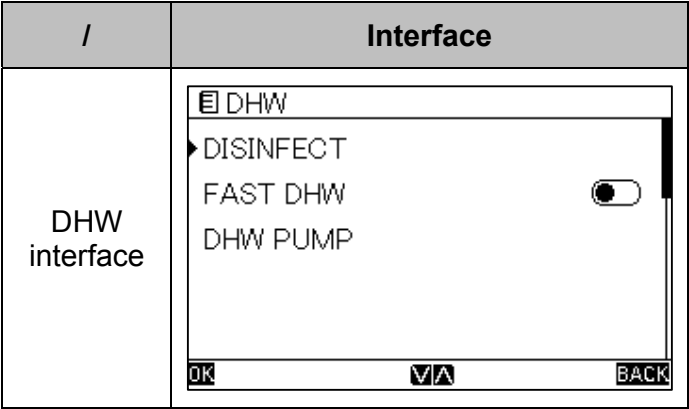 /
Interface
DHW
interface
DHW
DISINFECT
FAST DHW
DHW PUMP
OK
BACK